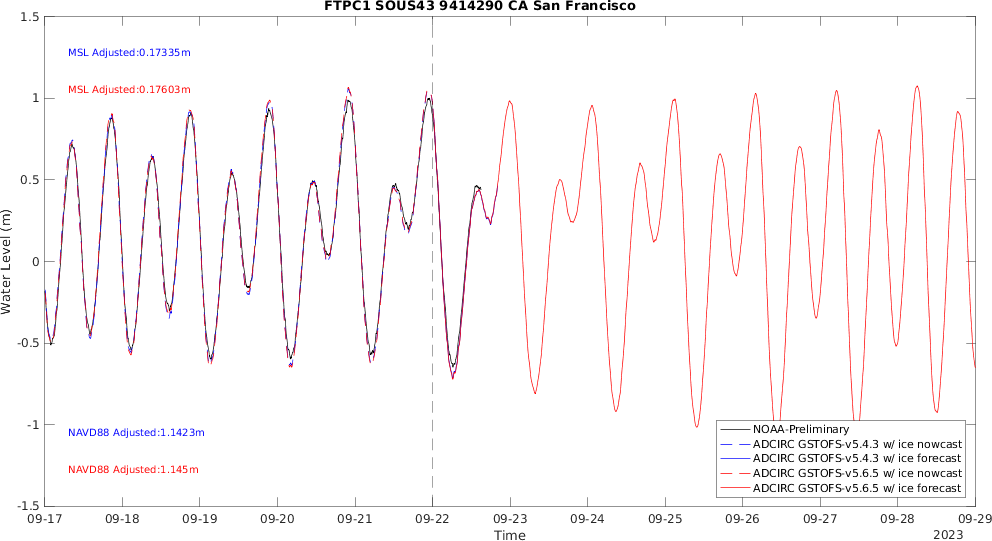 FTPC1 SOUS43 9414290 CA San Francisco
1.5
1
0.5
0
-0.5
-1
-1.5
Water Level (m)
MSL Adjusted:0.17335m
MSL Adjusted:0.17603m
NAVD88 Adjusted:1.1423m
NAVD88 Adjusted:1.145m
NOAA-Preliminary
ADCIRC GSTOFS-v5.4.3 w/ ice nowcast
ADCIRC GSTOFS-v5.4.3 w/ ice forecast
ADCIRC GSTOFS-v5.6.5 w/ ice nowcast
ADCIRC GSTOFS-v5.6.5 w/ ice forecast
09-17 09-18 09-19 09-20 09-21 09-22 09-23 09-24 09-25 09-26 09-27 09-28 09-29
Time
2023